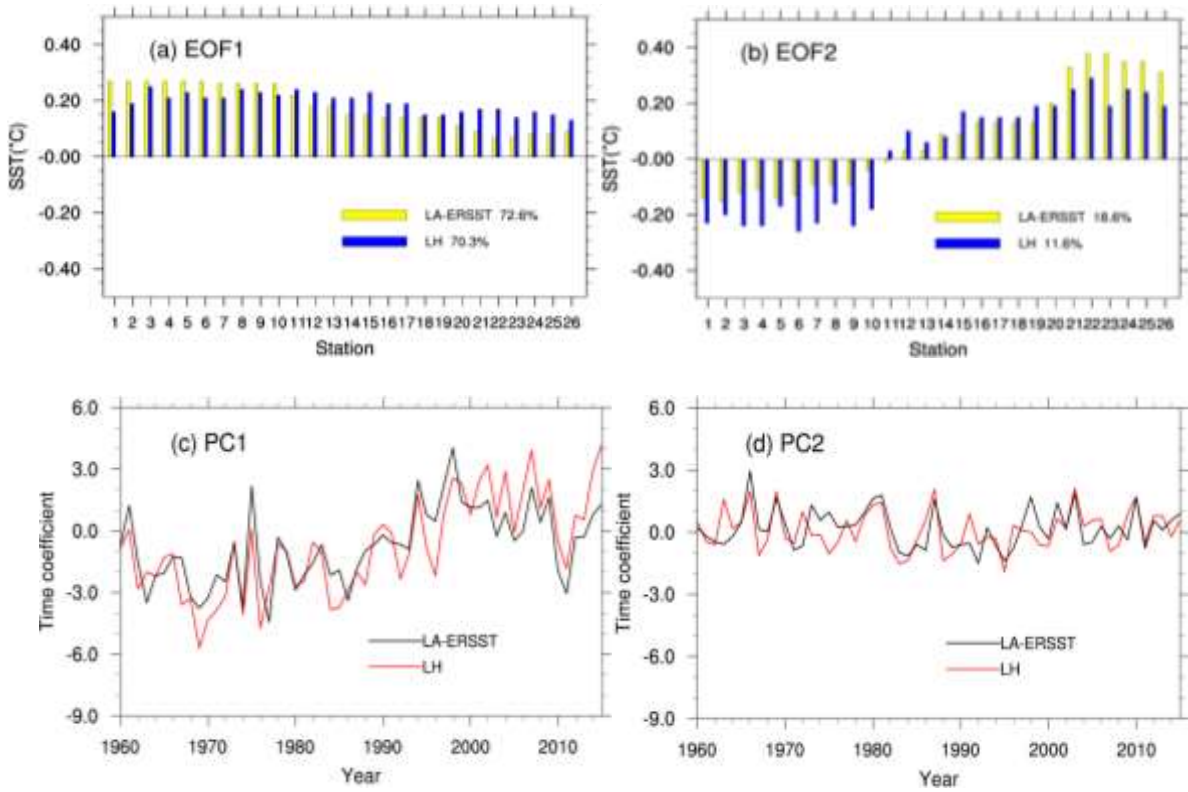 (a) EOF1
SST(°C)
0.40
0.20
-0.00
-0.20
-0.40
LA-ERSST 72.6%
LH 70.3%
1 2 3 4 5 6 7 8 9 10 11 12 13 14 15 16 17 18 19 20 21 22 23 24 25 26
Station
(b) EOF2
SST(°C)
0.40
0.20
-0.00
-0.20
-0.40
LA-ERSST 18.6%
LH 11.6%
1 2 3 4 5 6 7 8 9 10 11 12 13 14 15 16 17 18 19 20 21 22 23 24 25 26
Station
(c) PC1
Time coefficient
6.0
3.0
0.0
-3.0
-6.0
-9.0
LA-ERSST
LH
1960 1970 1980 1990 2000 2010
Year
(d) PC2
Time coefficient
6.0
3.0
0.0
-3.0
-6.0
-9.0
LA-ERSST
LH
1960 1970 1980 1990 2000 2010
Year